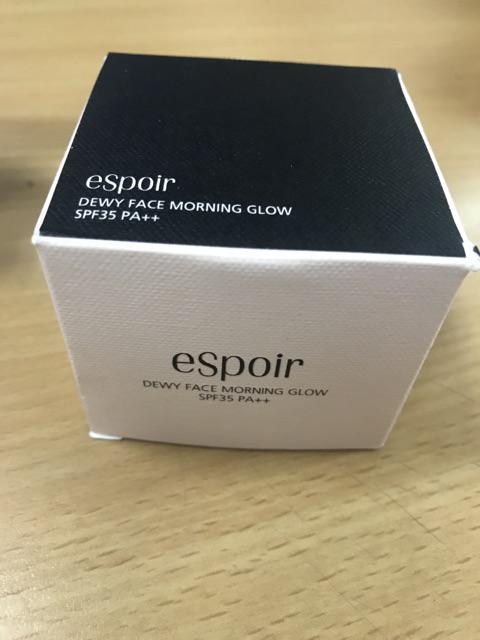 eSpoir
DEWY FACE MORNING GLOW
SPF35 PA++
eSpoir
DEWY FACE MORNING GLOW
SPF35 PA++